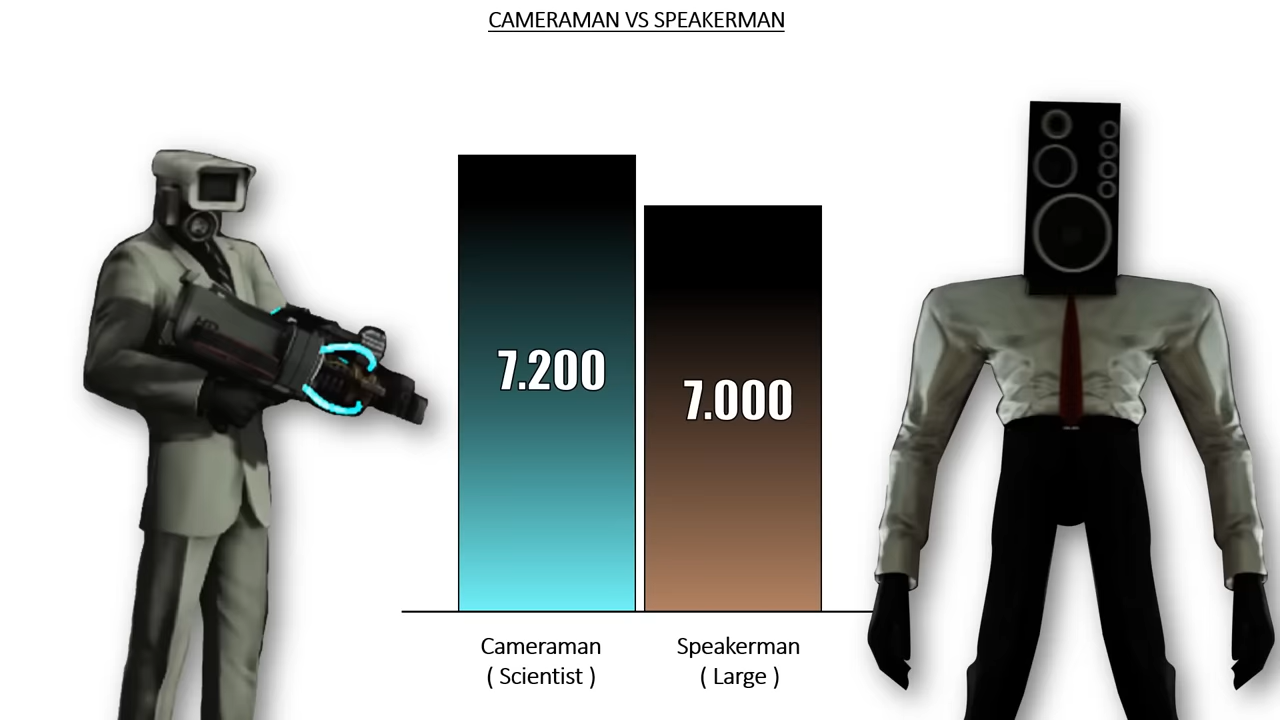 CAMERAMAN VS SPEAKERMAN
7.200
7.000
Cameraman
( Scientist )
Speakerman
( Large )